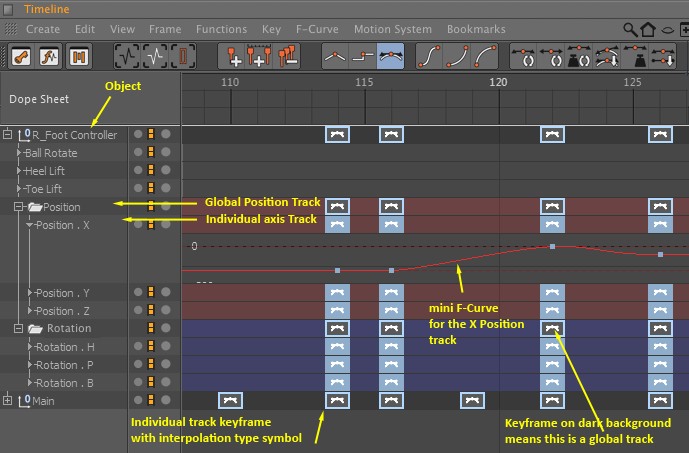 Timeline
Create Edit View Frame Functions Key F-Curve Motion System Bookmarks
Dope Sheet
110 115 120 125
Object
R_Foot Controller
Ball Rotate
Heel Lift
Toe Lift
Position
Global Position Track
Position . X
Individual axis Track
0
Position . Y
Position . Z
mini F-Curve
for the X Position
track
Rotation
Rotation . H
Rotation . P
Rotation . B
Main
Individual track keyframe
with interpolation type symbol
Keyframe on dark background
means this is a global track